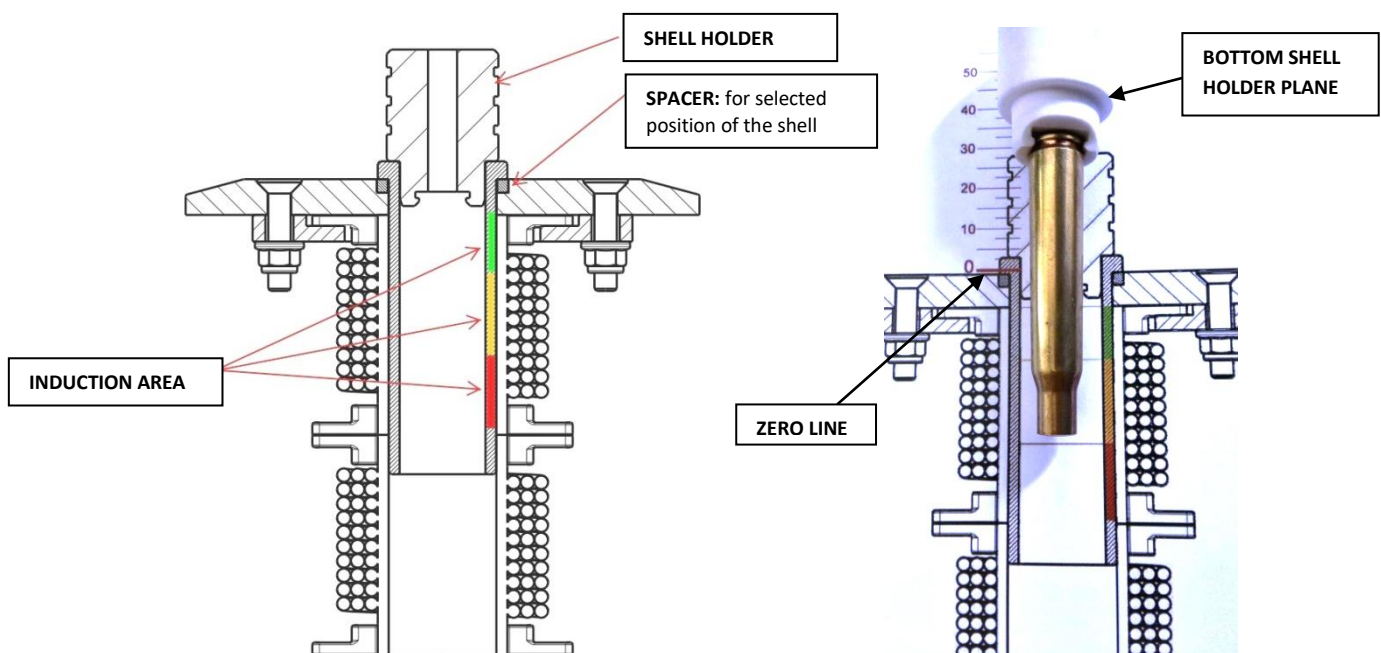 SHELL HOLDER
SPACER: for selected
position of the shell
INDUCTION AREA
BOTTOM SHELL
HOLDER PLANE
50
40
30
20
10
0
ZERO LINE